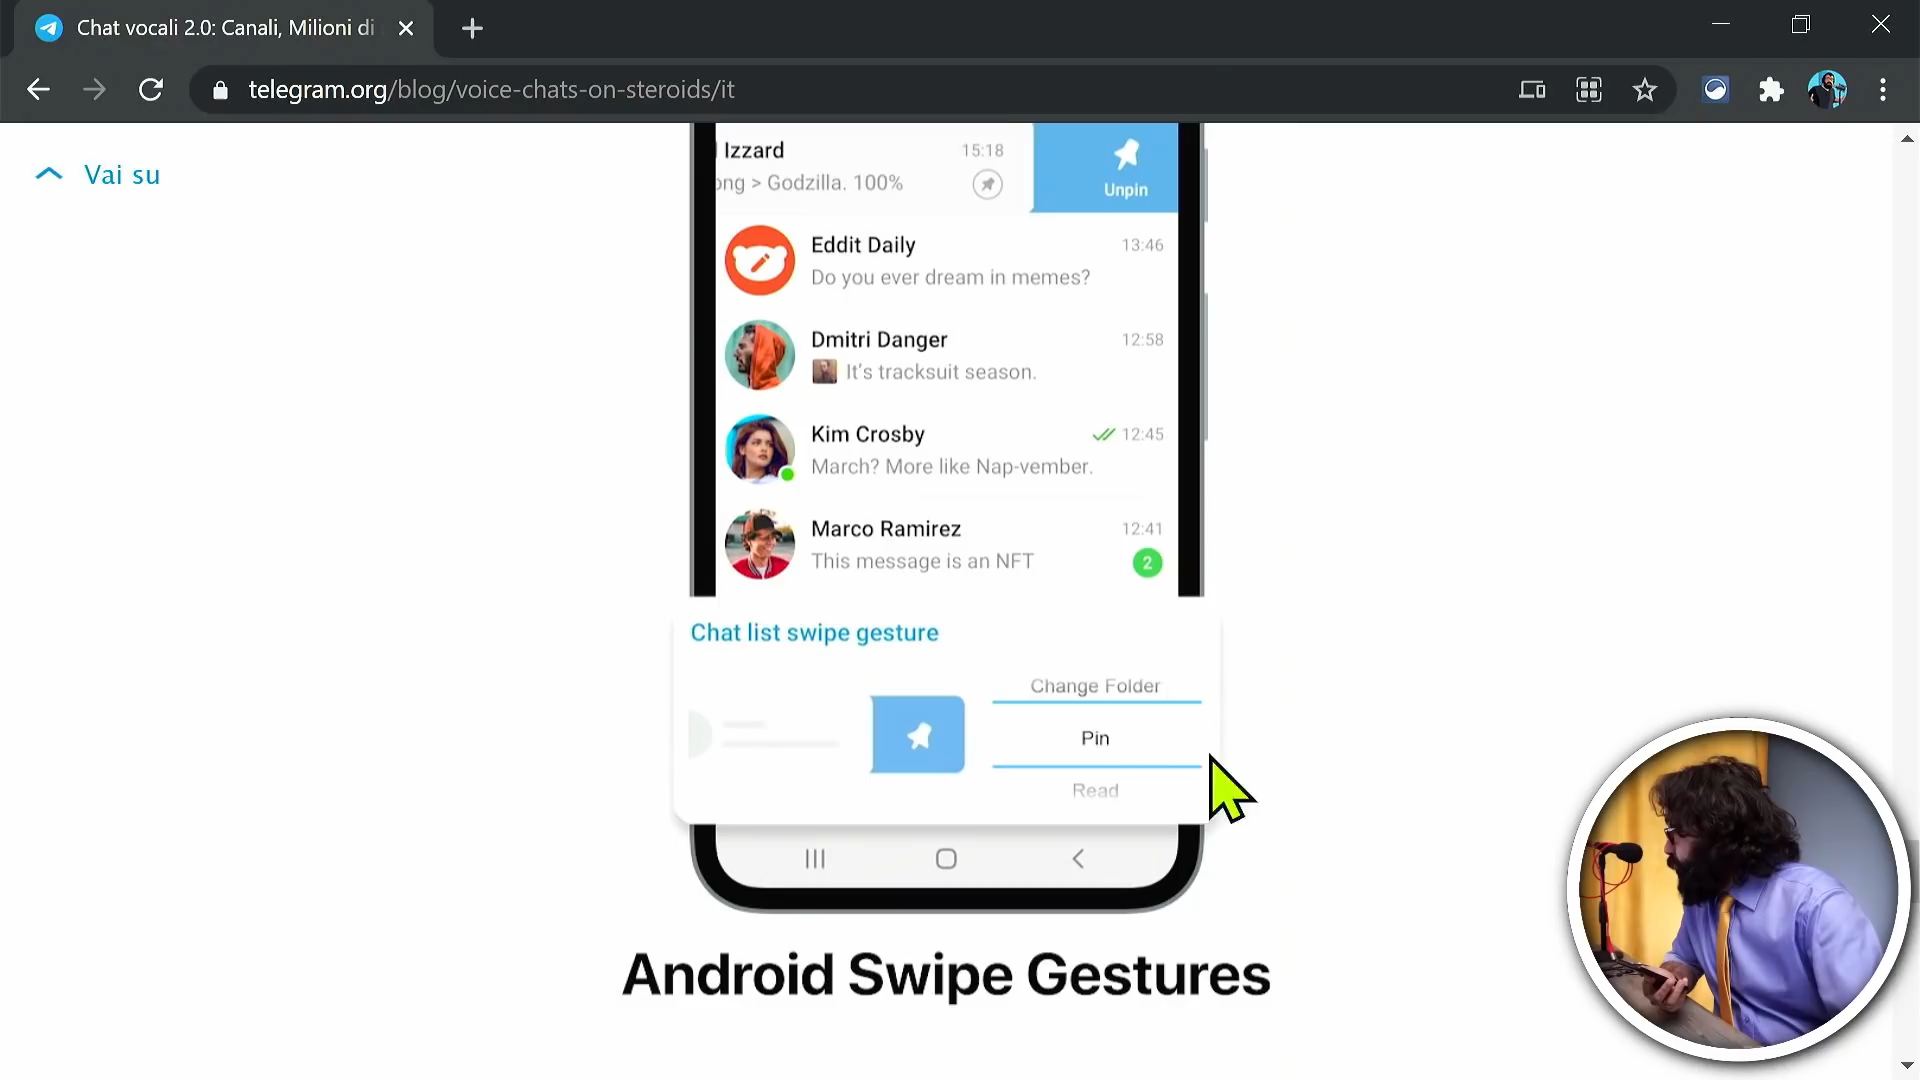 Chat vocali 2.0: Canali, Milioni di
telegram.org/blog/voice-chats-on-steroids/it
Vai su
Izzard 15:18
ong > Godzilla. 100%
Unpin
Eddit Daily 13:46
Do you ever dream in memes?
Dmitri Danger 12:58
It's tracksuit season.
Kim Crosby 12:45
March? More like Nap-vember.
Marco Ramirez 12:41
This message is an NFT 2
Chat list swipe gesture
Change Folder
Pin
Read
Android Swipe Gestures